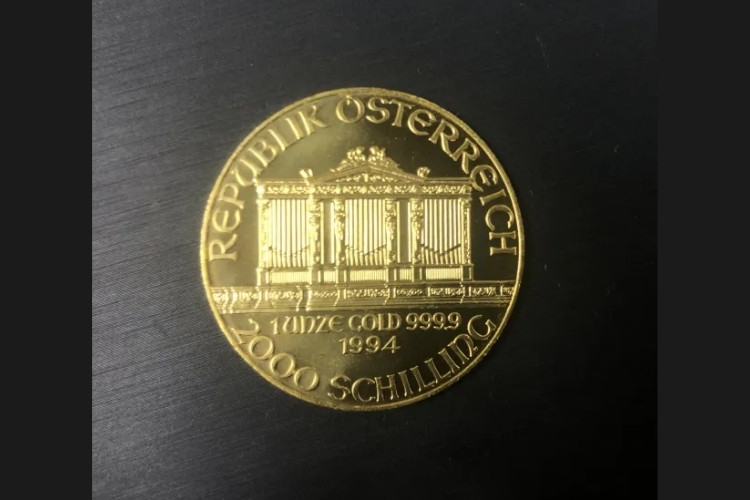 REPUBLIK ÖSTERREICH
1 UNZE GOLD 999.9
1994
2000 SCHILLING